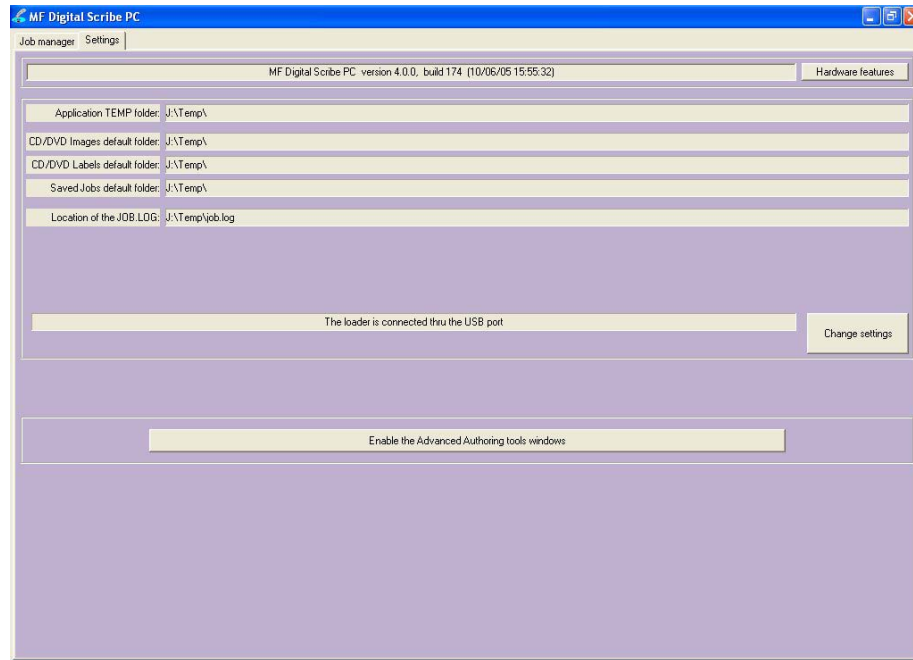 MF Digital Scribe PC
Job manager Settings
MF Digital Scribe PC version 4.0.0, build 174 (10/06/05 15:55:32) Hardware features
Application TEMP folder: J:\Temp\
CD/DVD Images default folder: J:\Temp\
CD/DVD Labels default folder: J:\Temp\
Saved Jobs default folder: J:\Temp\
Location of the JOB.LOG: J:\Temp\job.log
The loader is connected thru the USB port
Change settings
Enable the Advanced Authoring tools windows